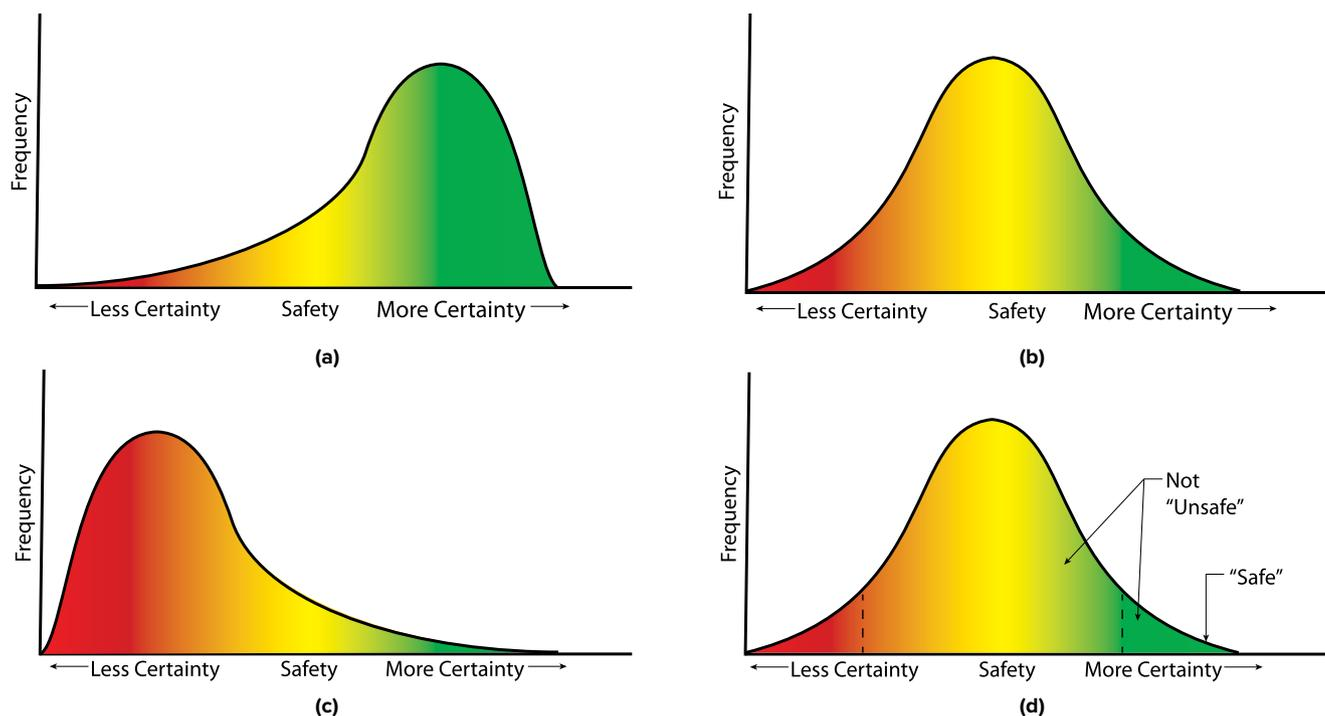 Frequency
Less Certainty Safety More Certainty
(a)
Frequency
Less Certainty Safety More Certainty
(b)
Frequency
Less Certainty Safety More Certainty
(c)
Frequency
Not
“Unsafe”
“Safe”
Less Certainty Safety More Certainty
(d)